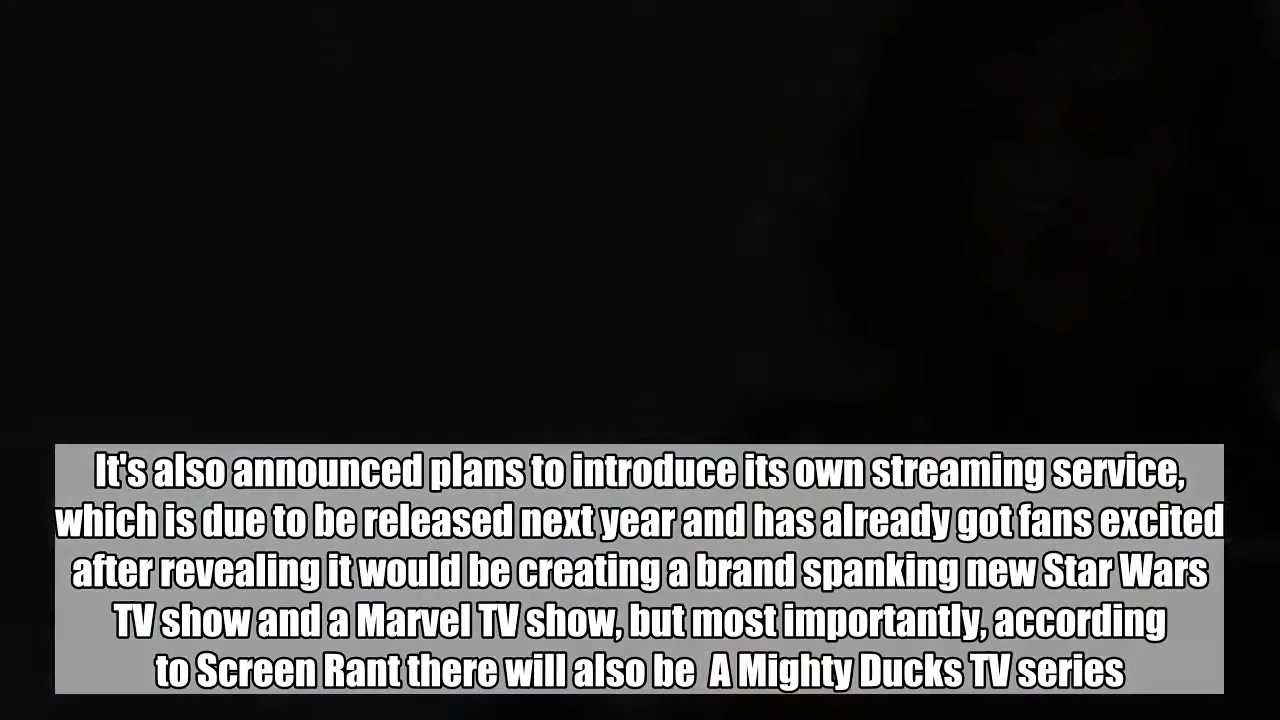 It's also announced plans to introduce its own streaming service,
which is due to be released next year and has already got fans excited
after revealing it would be creating a brand spanking new Star Wars
TV show and a Marvel TV show, but most importantly, according
to Screen Rant there will also be  A Mighty Ducks TV series